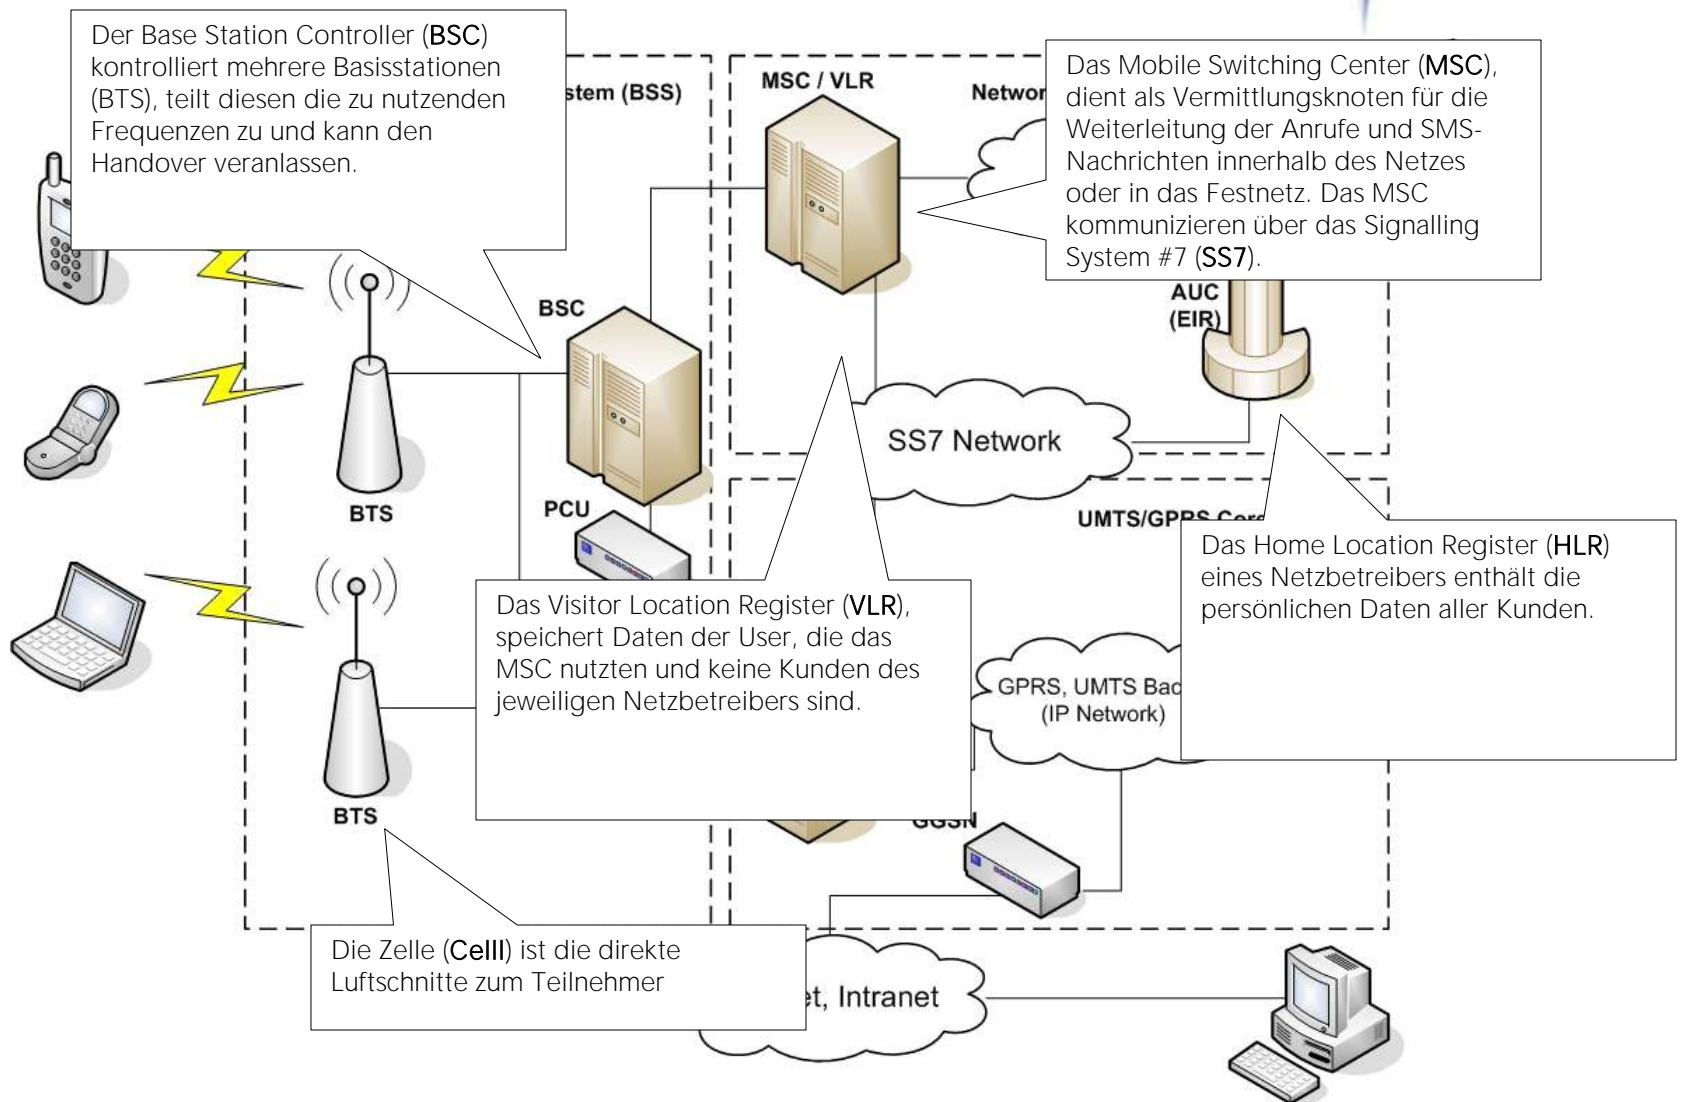 Der Base Station Controller (BSC)
kontrolliert mehrere Basisstationen
(BTS), teilt diesen die zu nutzenden
Frequenzen zu und kann den
Handover veranlassen.
stem (BSS)
MSC / VLR
Networ
Das Mobile Switching Center (MSC),
dient als Vermittlungsknoten für die
Weiterleitung der Anrufe und SMS-
Nachrichten innerhalb des Netzes
oder in das Festnetz. Das MSC
kommunizieren über das Signalling
System #7 (SS7).
AUC
(EIR)
BSC
SS7 Network
BTS
PCU
UMTS/GPRS Core
Das Home Location Register (HLR)
eines Netzbetreibers enthält die
persönlichen Daten aller Kunden.
Das Visitor Location Register (VLR),
speichert Daten der User, die das
MSC nutzten und keine Kunden des
jeweiligen Netzbetreibers sind.
GPRS, UMTS Bac
(IP Network)
BTS
GGSN
Die Zelle (Celll) ist die direkte
Luftschnitte zum Teilnehmer
et, Intranet